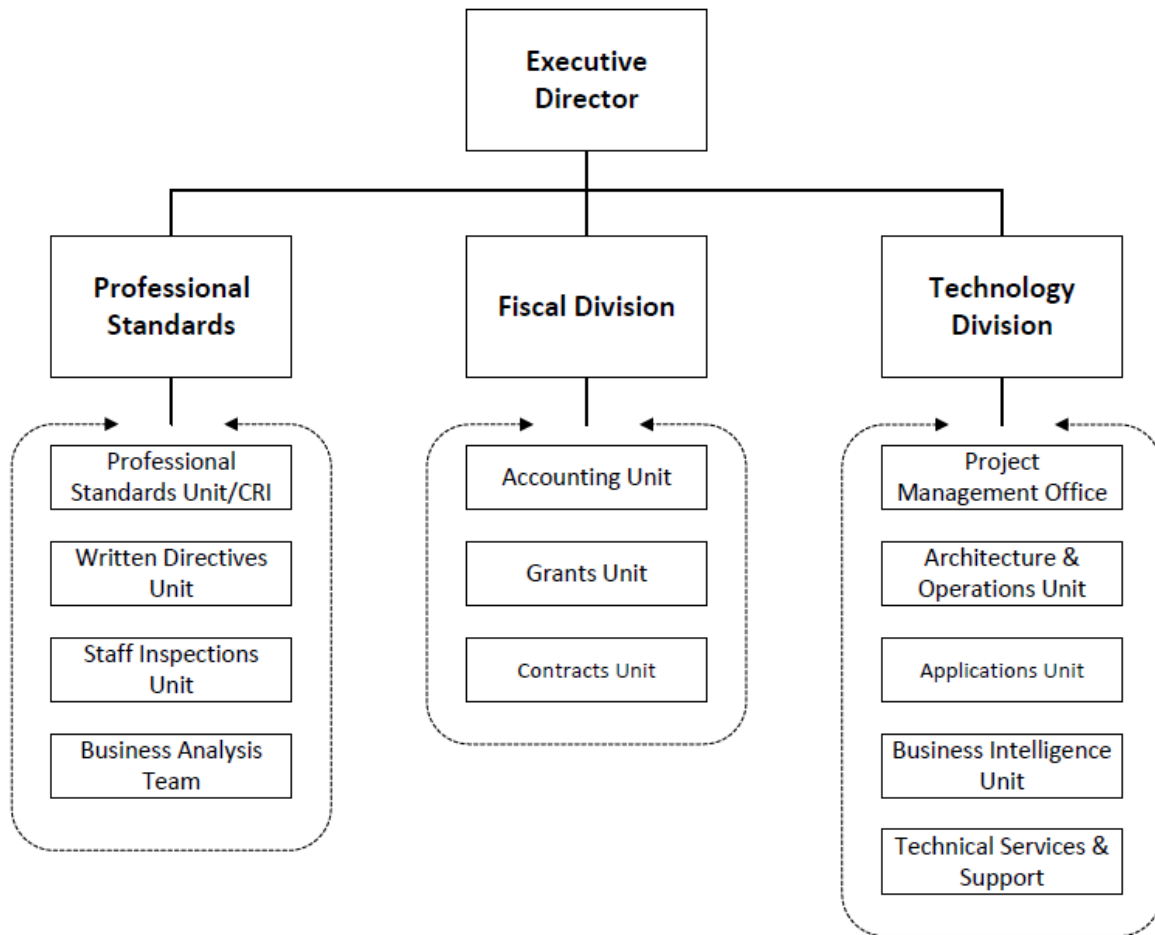 Executive
Director
Professional
Standards
Fiscal Division
Technology
Division
Professional
Standards Unit/CRI
Written Directives
Unit
Staff Inspections
Unit
Business Analysis
Team
Accounting Unit
Grants Unit
Contracts Unit
Project
Management Office
Architecture &
Operations Unit
Applications Unit
Business Intelligence
Unit
Technical Services &
Support